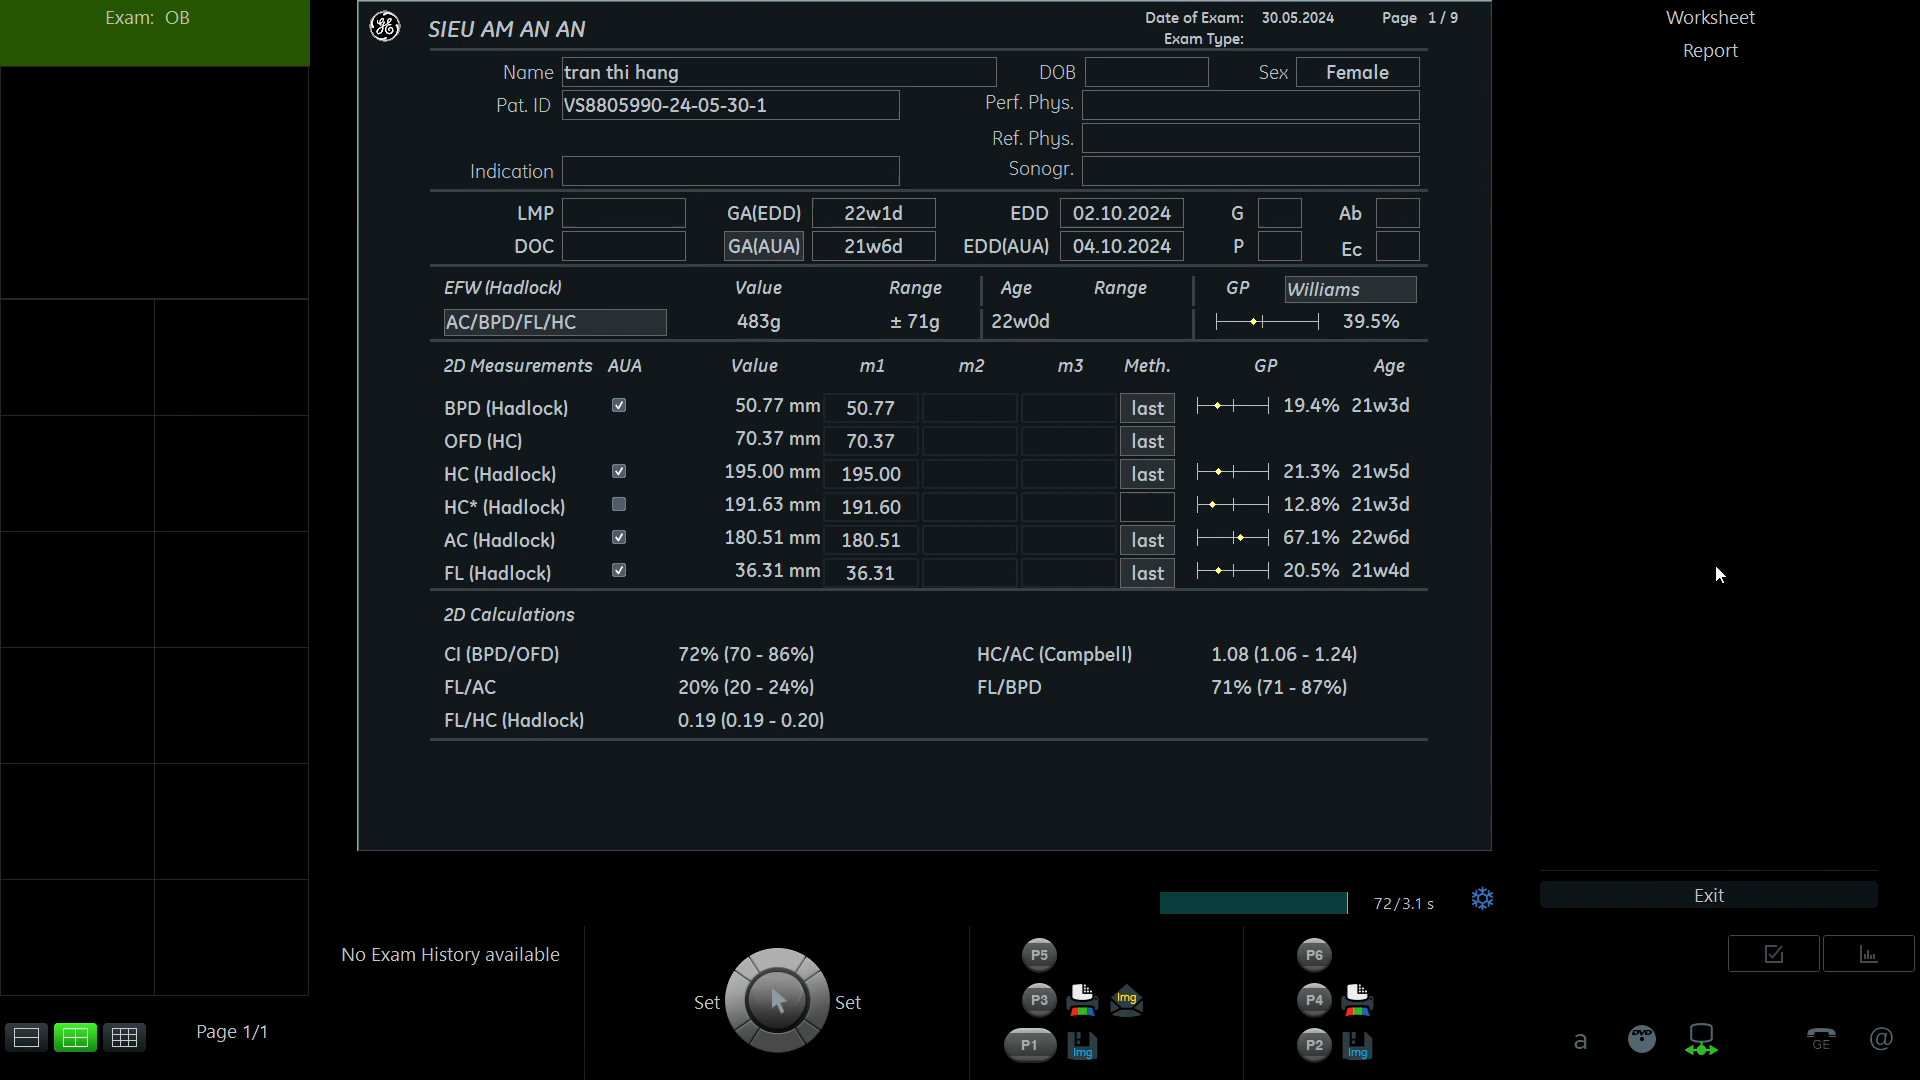 Exam: OB
SIEU AM AN AN
Date of Exam: 30.05.2024 Page 1 / 9
Exam Type:
Name tran thi hang DOB Sex Female
Pat. ID VS8805990-24-05-30-1 Perf. Phys.
Ref. Phys.
Indication Sonogr.
LMP GA(EDD) 22w1d EDD 02.10.2024 G Ab
DOC GA(AUA) 21w6d EDD(AUA) 04.10.2024 P Ec
EFW (Hadlock) Value Range Age Range GP Williams
AC/BPD/FL/HC 483g ± 71g 22w0d 39.5%
2D Measurements AUA Value m1 m2 m3 Meth. GP Age
BPD (Hadlock) 50.77 mm 50.77 last 19.4% 21w3d
OFD (HC) 70.37 mm 70.37 last
HC (Hadlock) 195.00 mm 195.00 last 21.3% 21w5d
HC* (Hadlock) 191.63 mm 191.60 12.8% 21w3d
AC (Hadlock) 180.51 mm 180.51 last 67.1% 22w6d
FL (Hadlock) 36.31 mm 36.31 last 20.5% 21w4d
2D Calculations
CI (BPD/OFD) 72% (70 - 86%) HC/AC (Campbell) 1.08 (1.06 - 1.24)
FL/AC 20% (20 - 24%) FL/BPD 71% (71 - 87%)
FL/HC (Hadlock) 0.19 (0.19 - 0.20)
Worksheet
Report
72/3.1 s
Exit
No Exam History available
Set Set
P5
P3 Img
P1 Img
P6
P4
P2 Img
Page 1/1
a DVD GE @